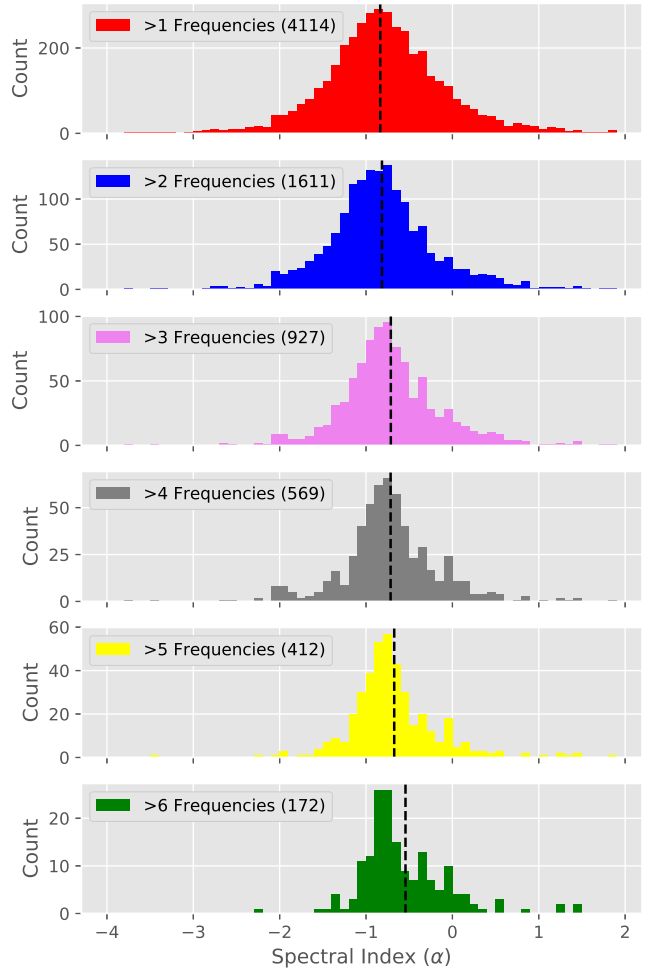 >1 Frequencies (4114)
Count
200
0
>2 Frequencies (1611)
Count
100
50
0
>3 Frequencies (927)
Count
100
50
0
>4 Frequencies (569)
Count
50
25
0
>5 Frequencies (412)
Count
60
40
20
0
>6 Frequencies (172)
Count
20
10
0
−4 −3 −2 −1 0 1 2
Spectral Index (α)